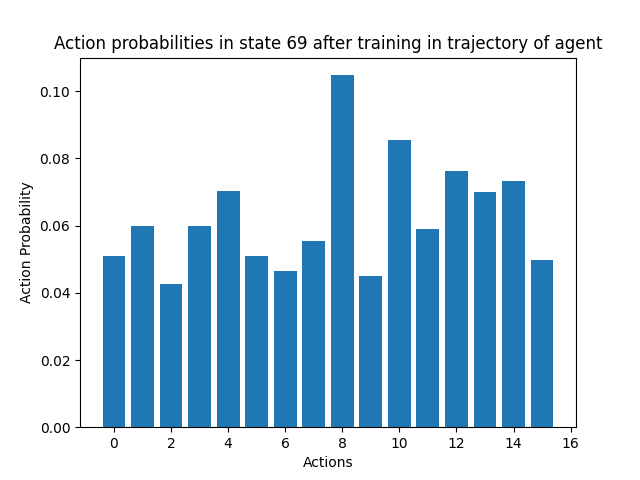 Action probabilities in state 69 after training in trajectory of agent
0.10
0.08
0.06
0.04
0.02
0.00
Action Probability
0 2 4 6 8 10 12 14 16
Actions